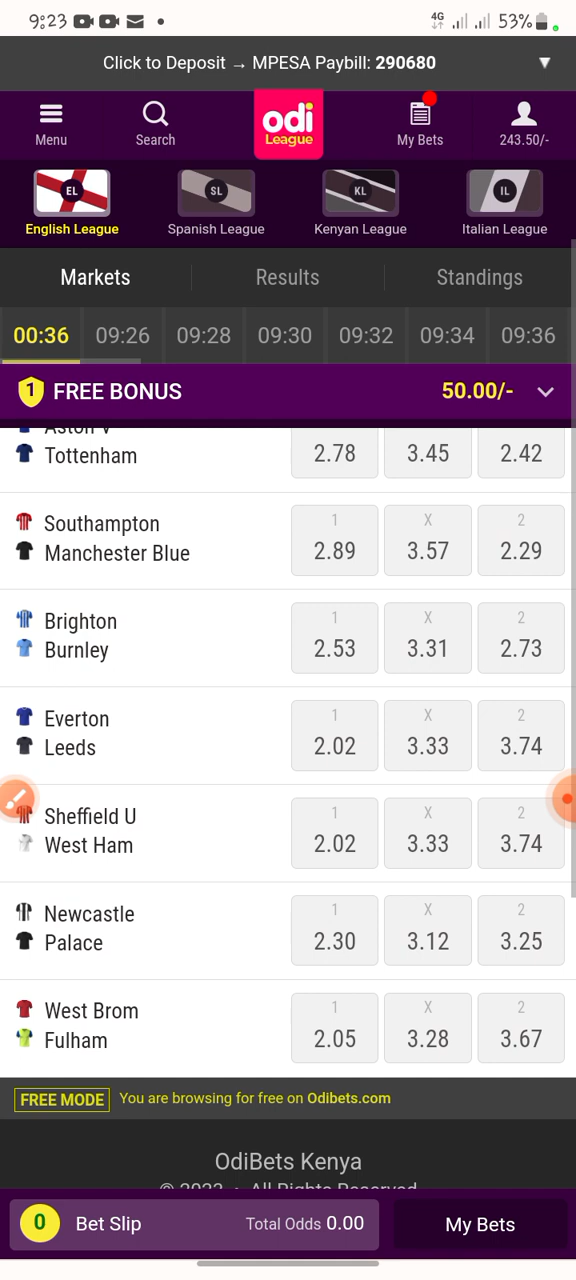 9:23
4G
53%
Click to Deposit → MPESA Paybill: 290680 ▼
odi
League
Menu
Search
My Bets
243.50/-
EL
SL
KL
IL
English League
Spanish League
Kenyan League
Italian League
Markets
Results
Standings
00:36 09:26 09:28 09:30 09:32 09:34 09:36
1 FREE BONUS 50.00/-
Aston V
Tottenham
2.78 3.45 2.42
Southampton
Manchester Blue
1 X 2
2.89 3.57 2.29
Brighton
Burnley
1 X 2
2.53 3.31 2.73
Everton
Leeds
1 X 2
2.02 3.33 3.74
Sheffield U
West Ham
1 X 2
2.02 3.33 3.74
Newcastle
Palace
1 X 2
2.30 3.12 3.25
West Brom
Fulham
1 X 2
2.05 3.28 3.67
FREE MODE You are browsing for free on Odibets.com
OdiBets Kenya
© 2023 • All Rights Reserved
0 Bet Slip Total Odds 0.00
My Bets